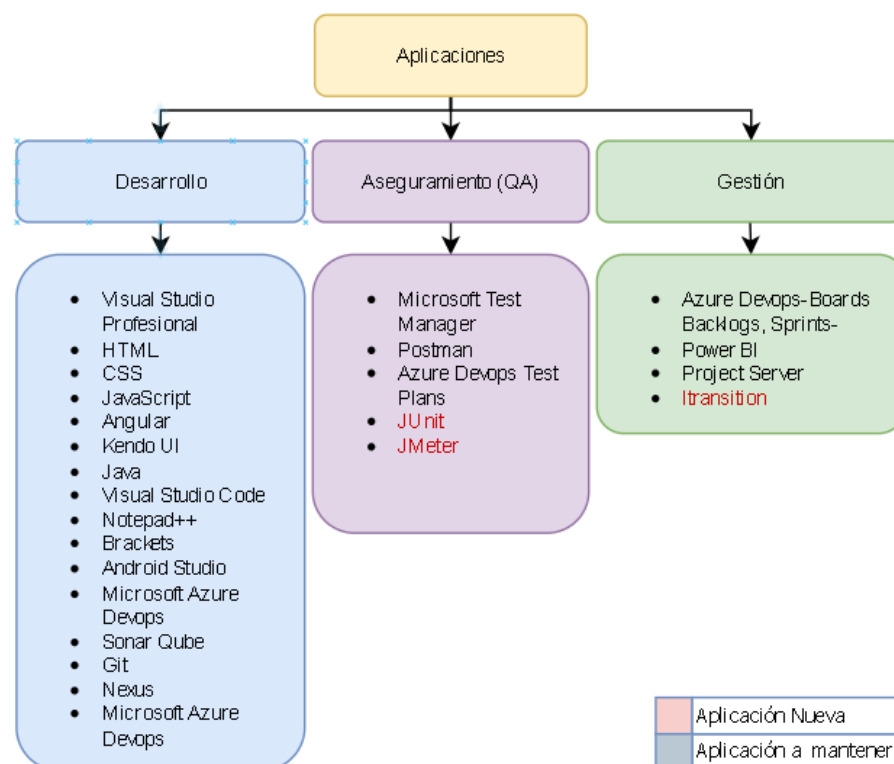 Aplicaciones
Desarrollo
Aseguramiento (QA)
Gestión
Visual Studio
Profesional
HTML
CSS
JavaScript
Angular
Kendo UI
Java
Visual Studio Code
Notepad++
Brackets
Android Studio
Microsoft Azure
Devops
Sonar Qube
Git
Nexus
Microsoft Azure
Devops
Microsoft Test
Manager
Postman
Azure Devops Test
Plans
JUnit
JMeter
Azure Devops-Boards
Backlogs, Sprints-
Power BI
Project Server
Itransition
Aplicación Nueva
Aplicación a mantener